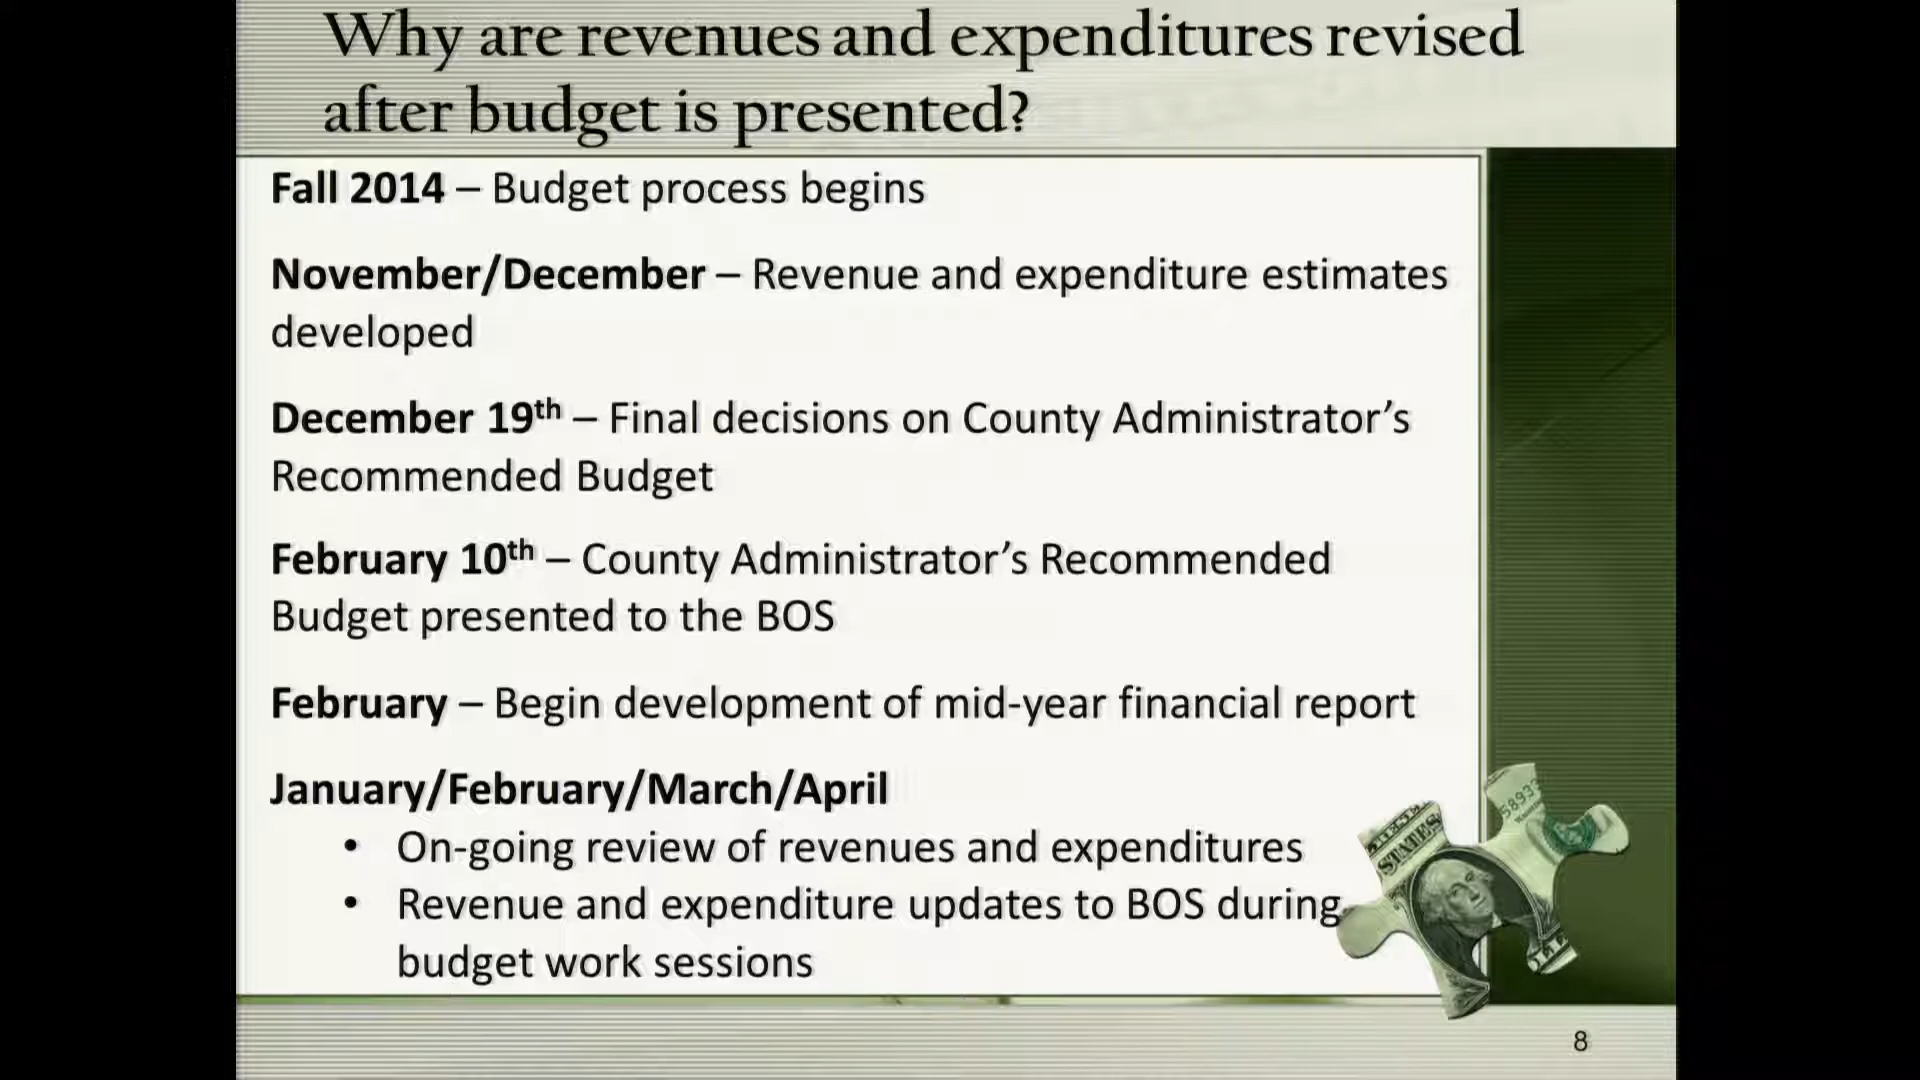 Why are revenues and expenditures revised
after budget is presented?
Fall 2014 – Budget process begins
November/December – Revenue and expenditure estimates
developed
December 19th – Final decisions on County Administrator’s
Recommended Budget
February 10th – County Administrator’s Recommended
Budget presented to the BOS
February – Begin development of mid-year financial report
January/February/March/April
• On-going review of revenues and expenditures
• Revenue and expenditure updates to BOS during
budget work sessions
STATES
8